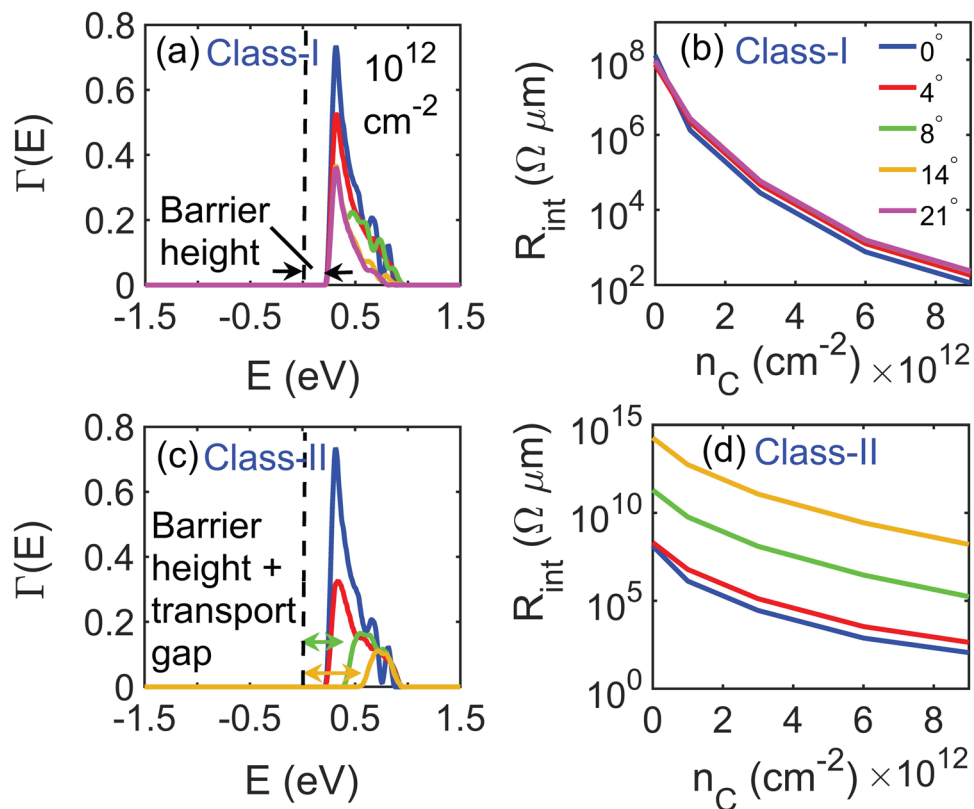 (a) Class-I
10^12
cm^-2
Barrier
height
0.8
0.6
0.4
0.2
0
Γ(E)
-1.5 -0.5 0.5 1.5
E (eV)
(b) Class-I
0°
4°
8°
14°
21°
10^8
10^6
10^4
10^2
R_int (Ω μm)
0 2 4 6 8
n_C (cm^-2) ×10^12
(c) Class-II
Barrier
height +
transport
gap
0.8
0.6
0.4
0.2
0
Γ(E)
-1.5 -0.5 0.5 1.5
E (eV)
(d) Class-II
10^15
10^10
10^5
10^0
R_int (Ω μm)
0 2 4 6 8
n_C (cm^-2) ×10^12